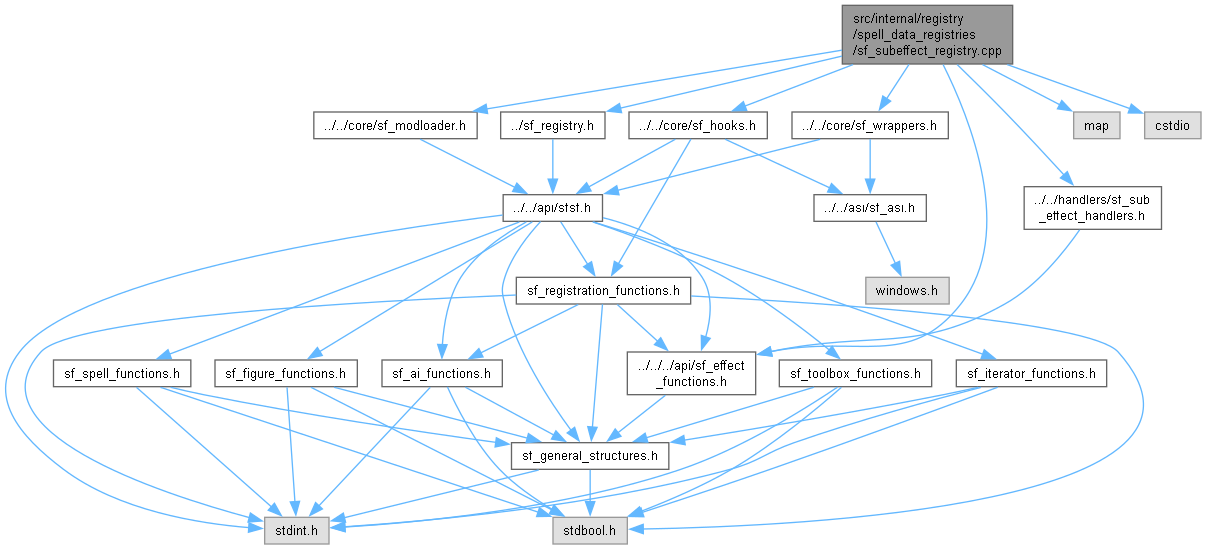 src/internal/registry
/spell_data_registries
/sf_subeffect_registry.cpp
../../core/sf_modloader.h
../sf_registry.h
../../core/sf_hooks.h
../../core/sf_wrappers.h
map
cstdio
../../api/sfsf.h
../../asi/sf_asi.h
../../handlers/sf_sub
_effect_handlers.h
sf_registration_functions.h
windows.h
sf_spell_functions.h
sf_figure_functions.h
sf_ai_functions.h
../../../api/sf_effect
_functions.h
sf_toolbox_functions.h
sf_iterator_functions.h
sf_general_structures.h
stdint.h
stdbool.h